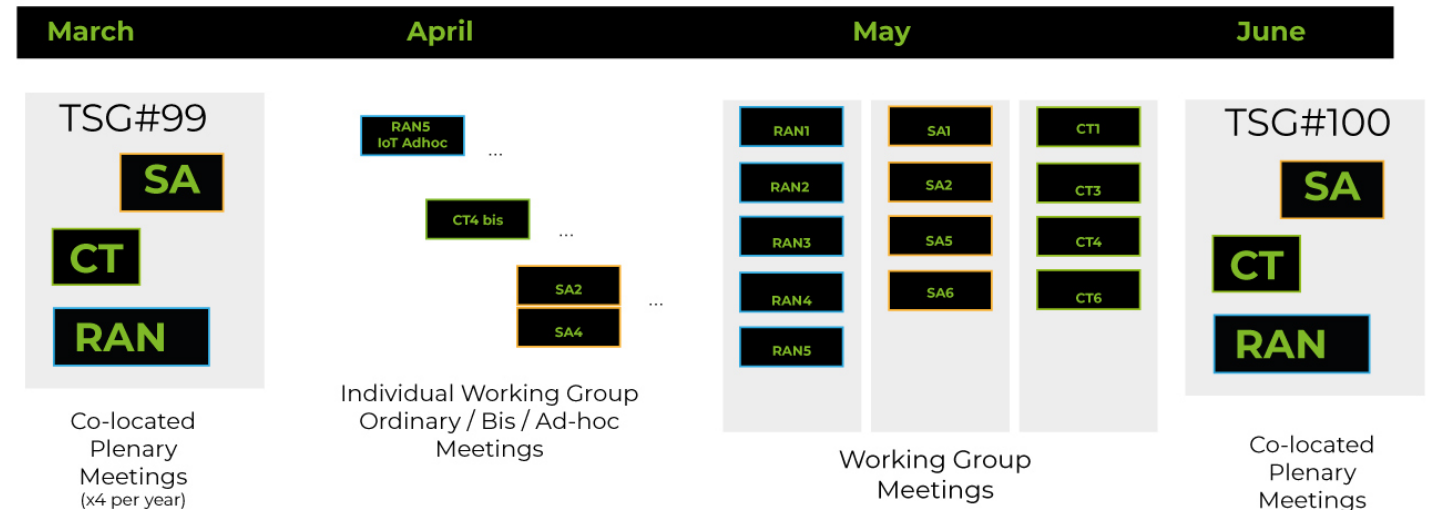 March
April
May
June
TSG#99
SA
CT
RAN
Co-located
Plenary
Meetings
(x4 per year)
RAN5
IoT Adhoc
...
CT4 bis
...
SA2
...
SA4
Individual Working Group
Ordinary / Bis / Ad-hoc
Meetings
RAN1
RAN2
RAN3
RAN4
RAN5
SA1
SA2
SA5
SA6
CT1
CT3
CT4
CT6
Working Group
Meetings
TSG#100
SA
CT
RAN
Co-located
Plenary
Meetings